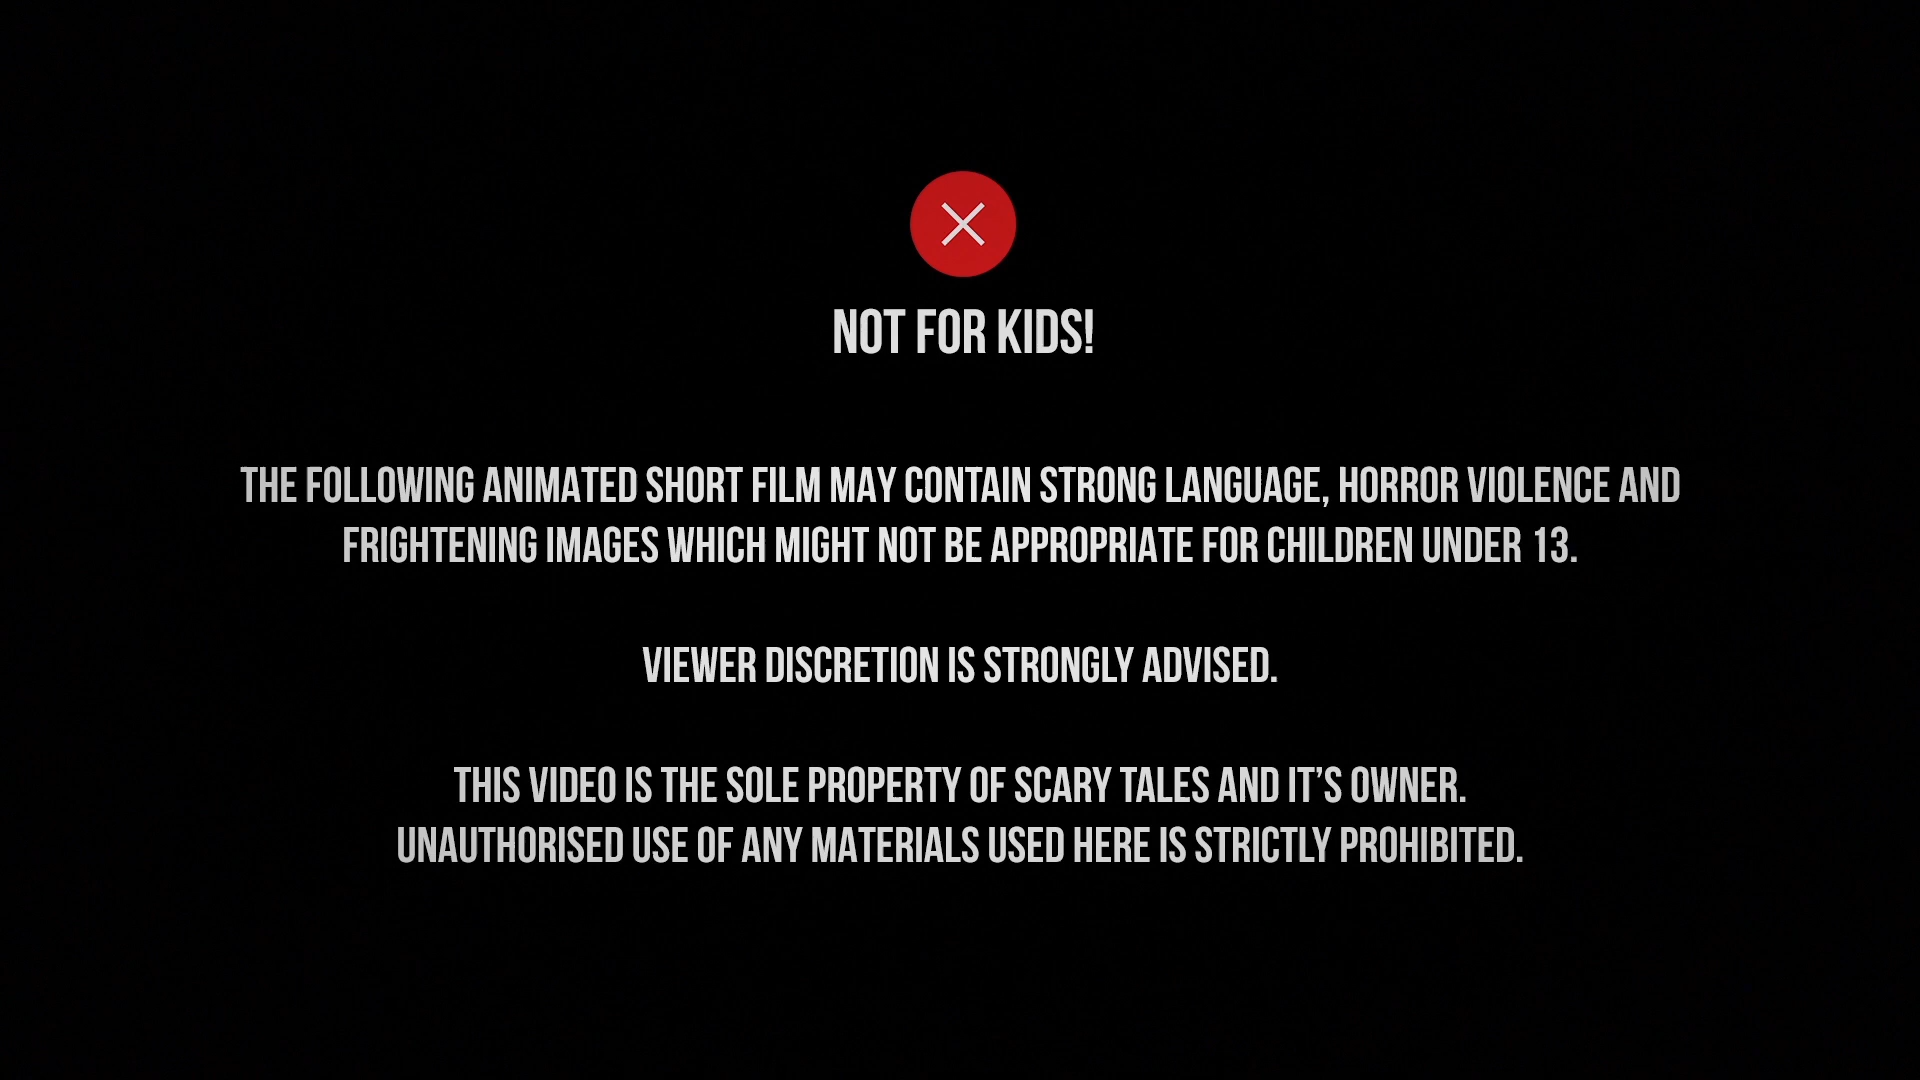 NOT FOR KIDS!
THE FOLLOWING ANIMATED SHORT FILM MAY CONTAIN STRONG LANGUAGE, HORROR VIOLENCE AND
FRIGHTENING IMAGES WHICH MIGHT NOT BE APPROPRIATE FOR CHILDREN UNDER 13.
VIEWER DISCRETION IS STRONGLY ADVISED.
THIS VIDEO IS THE SOLE PROPERTY OF SCARY TALES AND IT’S OWNER.
UNAUTHORISED USE OF ANY MATERIALS USED HERE IS STRICTLY PROHIBITED.